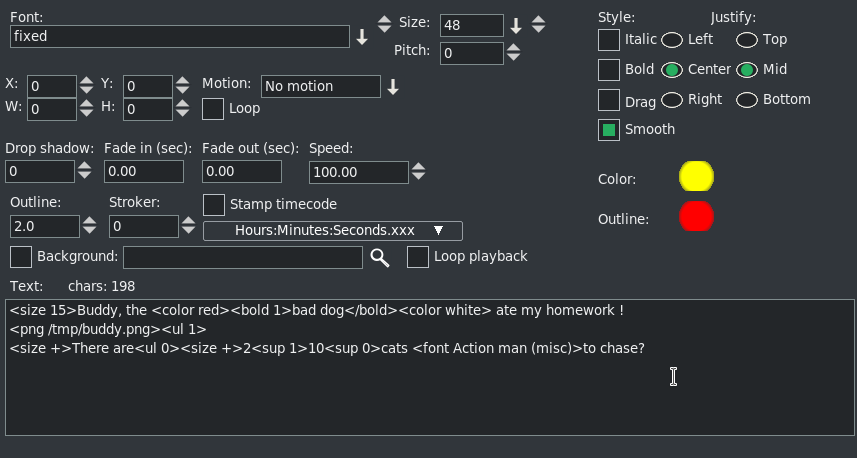 Font:
fixed
Size: 48
Pitch: 0
Style: Justify:
Italic Left Top
Bold Center Mid
Drag Right Bottom
Smooth
X: 0 Y: 0 Motion: No motion
W: 0 H: 0 Loop
Drop shadow: Fade in (sec): Fade out (sec): Speed:
0 0.00 0.00 100.00
Color:
Outline: Stroker: Stamp timecode
2.0 0 Hours:Minutes:Seconds.xxx
Outline:
Background: Loop playback
Text: chars: 198
<size 15>Buddy, the <color red><bold 1>bad dog</bold><color white> ate my homework !
<png /tmp/buddy.png><ul 1>
<size +>There are<ul 0><size +>2<sup 1>10<sup 0>cats <font Action man (misc)>to chase?